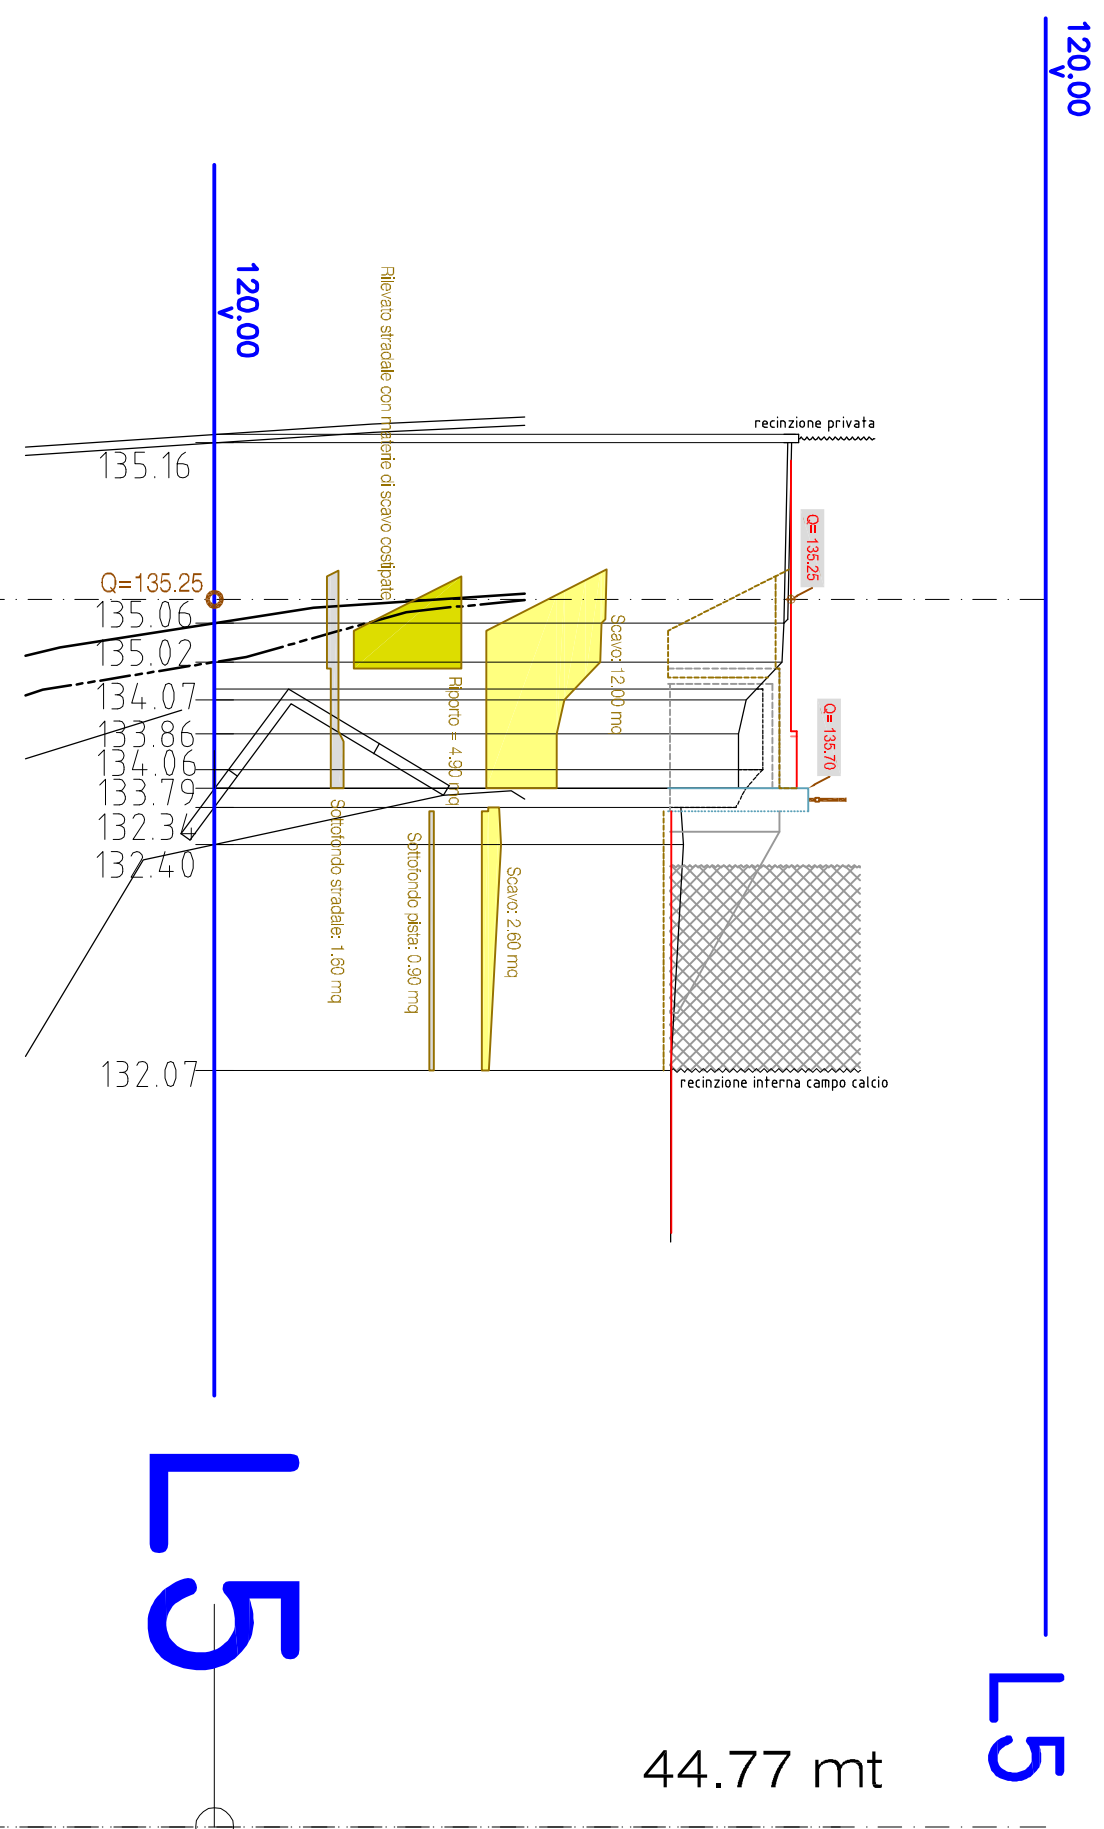 120.00
120.00
Rilevato stradale con materie di scavo costipate
recinzione privata
135.16
Q= 135.25
Q=135.25
135.06
135.02
134.07
133.86
134.06
133.79
132.34
132.40
132.07
Scavo: 12.00 mq
Riporto = 4.90 mq
Q= 135.70
Sottofondo stradale: 1.60 mq
Sottofondo pista: 0.90 mq
Scavo: 2.60 mq
recinzione interna campo calcio
L5
L5
44.77 mt